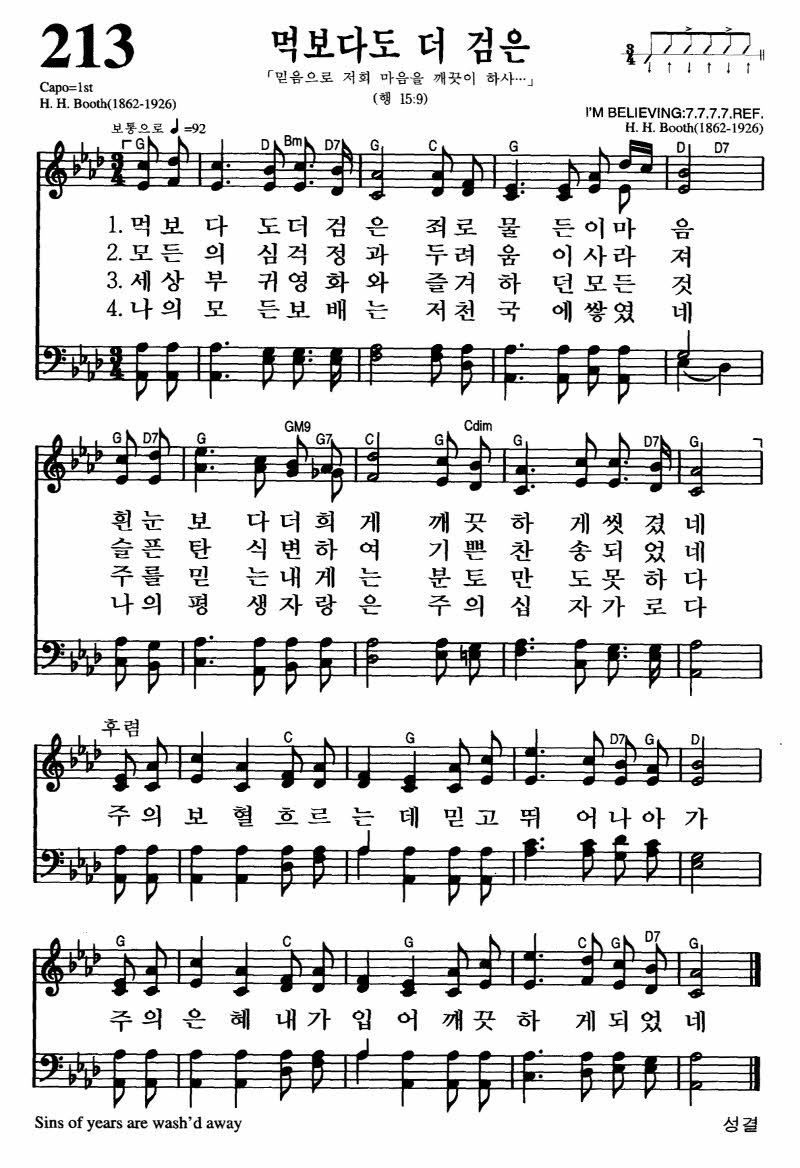 213
먹보다도 더 검은
「믿음으로 저희 마음을 깨끗이 하사…」
(행 15:9)
3/4
Capo=1st
H. H. Booth(1862-1926)
I'M BELIEVING:7.7.7.7.REF.
H. H. Booth(1862-1926)
보통으로 ♩=92
G D Bm D7 G C G D D7
1. 먹 보 다 도 더 검 은 죄 로 물 든 이 마 음
2. 모 든 의 심 걱 정 과 두 려 움 이 사 라 져
3. 세 상 부 귀 영 화 와 즐 겨 하 던 모 든 것
4. 나 의 모 든 보 배 는 저 천 국 에 쌓 였 네
G D7 G GM9 G7 C G Cdim G D7 G
흰 눈 보 다 더 희 게 깨 끗 하 게 씻 겼 네
슬 픈 탄 식 변 하 여 기 쁜 찬 송 되 었 네
주 를 믿 는 내 게 는 분 토 만 도 못 하 다
나 의 평 생 자 랑 은 주 의 십 자 가 로 다
후렴
G C G D7 G D
주 의 보 혈 흐 르 는 데 믿 고 뛰 어 나 아 가
G C G C G D7 G
주 의 은 혜 내 가 입 어 깨 끗 하 게 되 었 네
Sins of years are wash'd away
성결